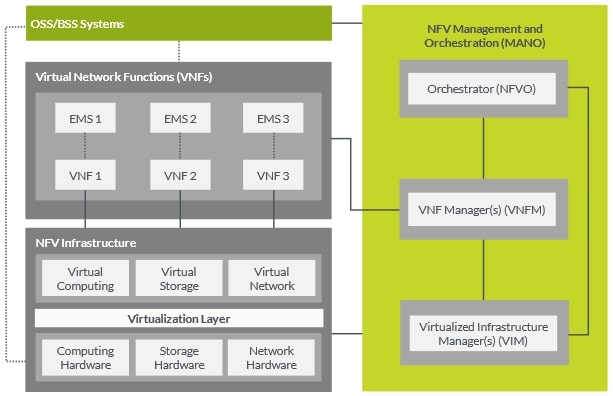 OSS/BSS Systems
Virtual Network Functions (VNFs)
EMS 1
EMS 2
EMS 3
VNF 1
VNF 2
VNF 3
NFV Infrastructure
Virtual
Computing
Virtual
Storage
Virtual
Network
Virtualization Layer
Computing
Hardware
Storage
Hardware
Network
Hardware
NFV Management and
Orchestration (MANO)
Orchestrator (NFVO)
VNF Manager(s) (VNFM)
Virtualized Infrastructure
Manager(s) (VIM)